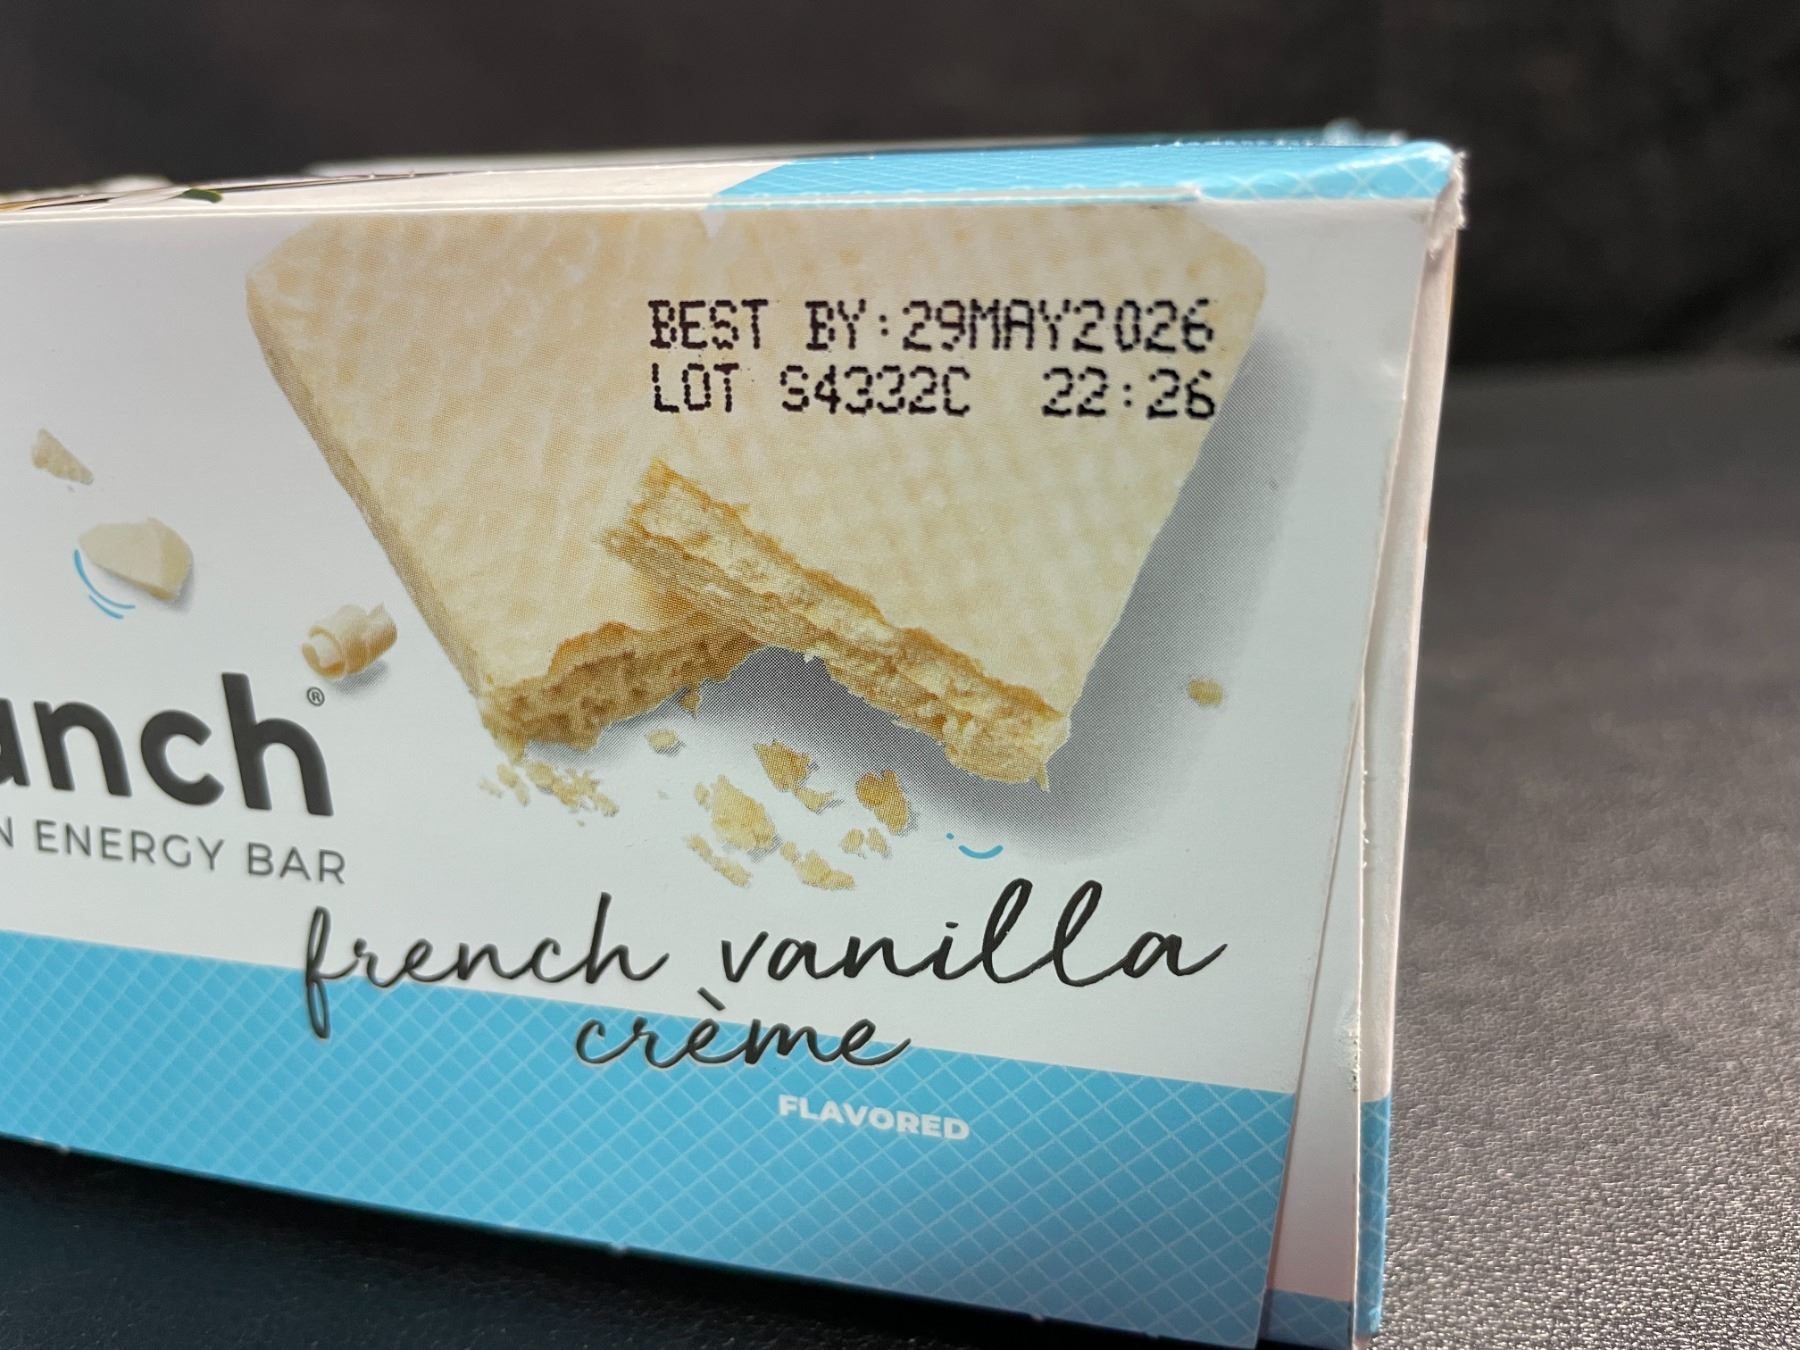 BEST BY:29MAY2026
LOT S4332C 22:26
unch®
N ENERGY BAR
french vanilla
crème
FLAVORED